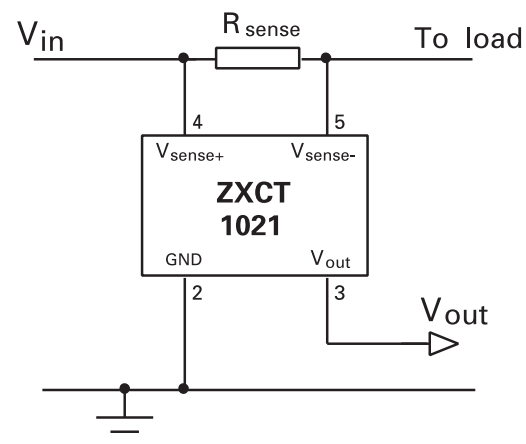 Vin
Rsense
To load
4
5
Vsense+
Vsense-
ZXCT
1021
GND
Vout
2
3
Vout